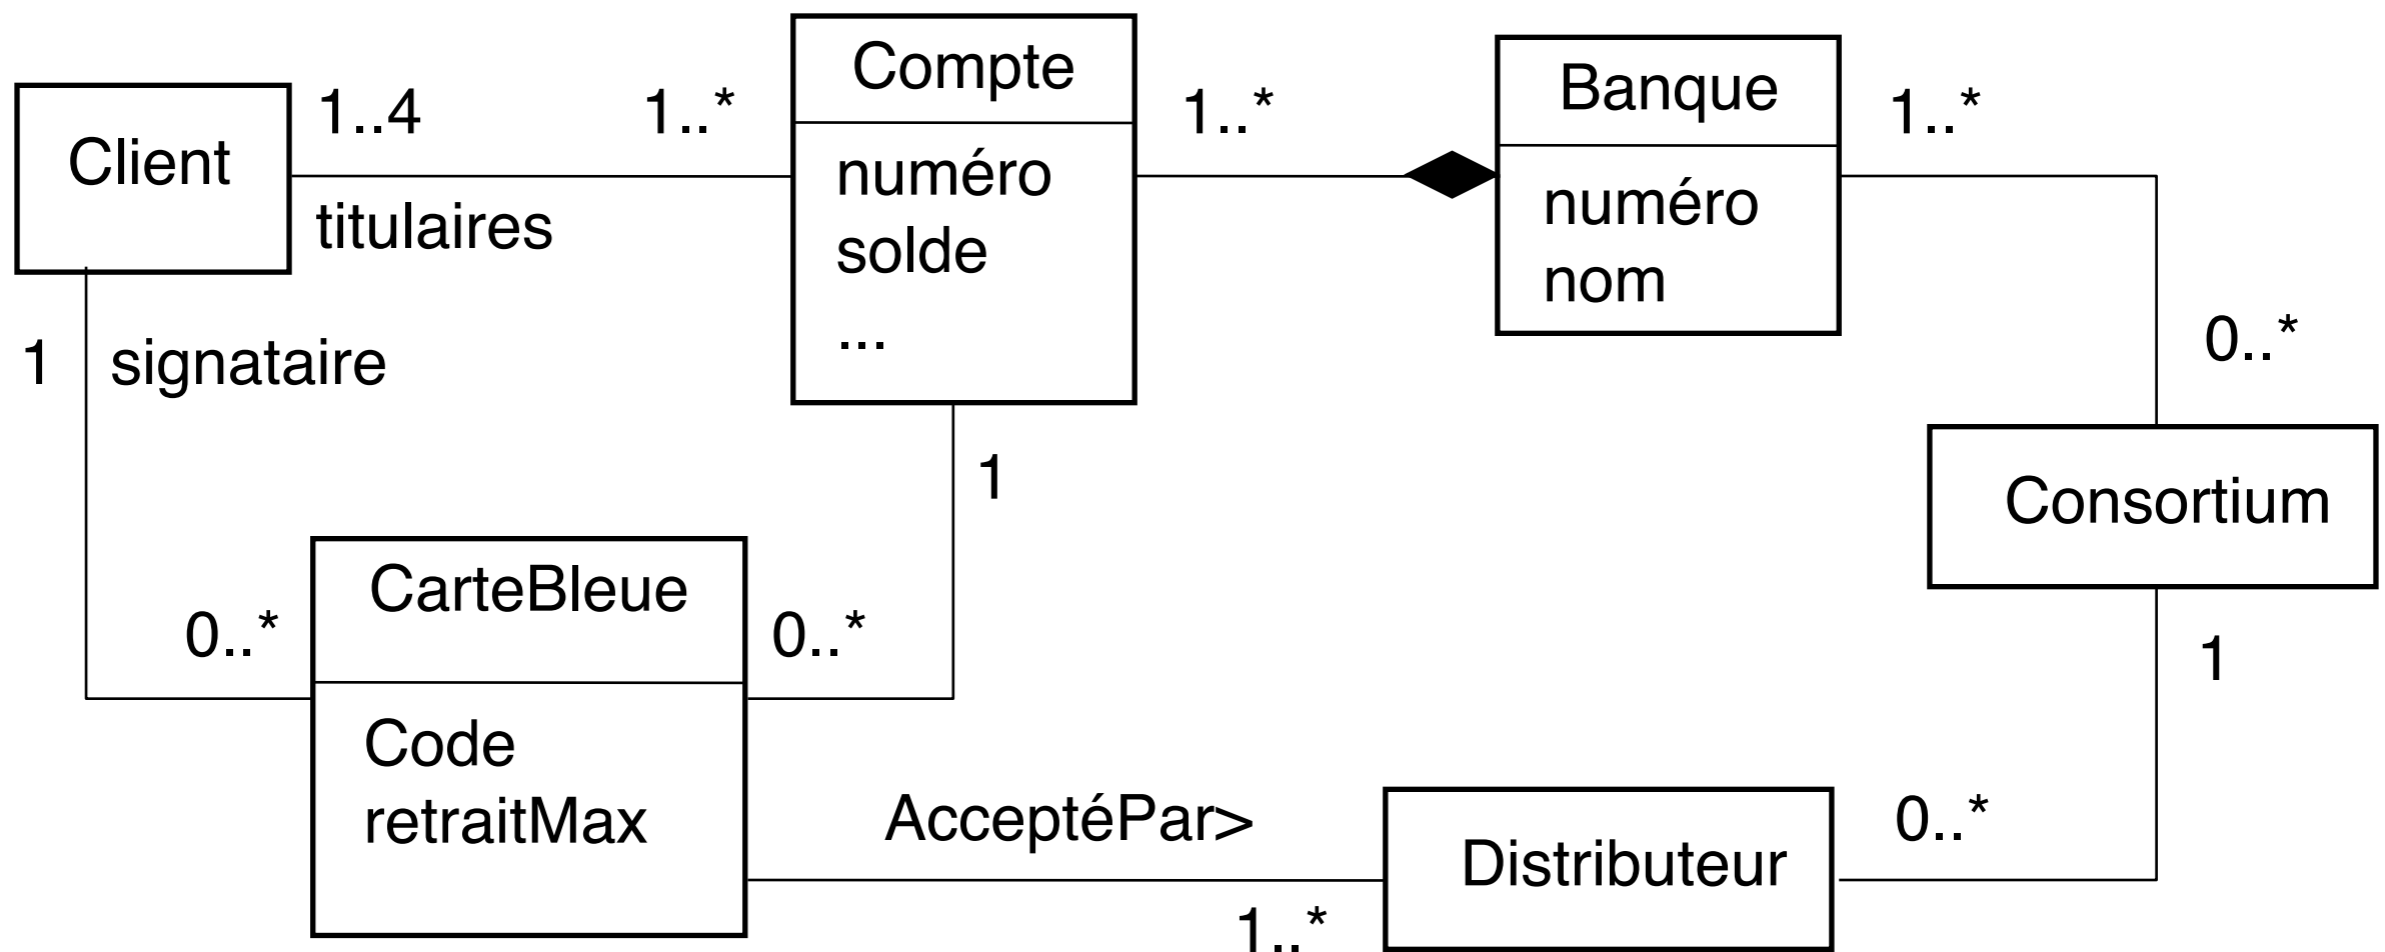 Compte
Banque
Client
1..4
1..*
1..*
1..*
titulaires
numéro
solde
...
numéro
nom
1
signataire
0..*
1
Consortium
CarteBleue
0..*
0..*
1
Code
retraitMax
AcceptéPar>
Distributeur
0..*
1..*